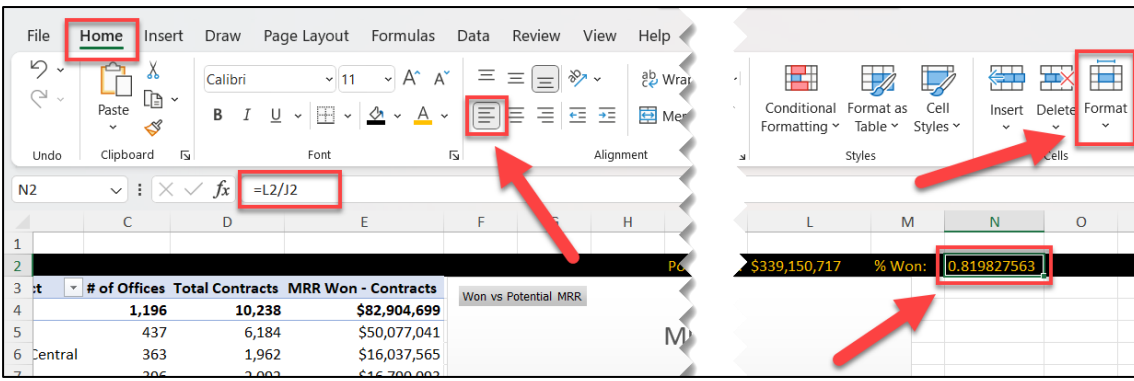 File Home Insert Draw Page Layout Formulas Data Review View Help
Calibri 11 A^ A˅ ab Wrap
Paste B I U A Mer Conditional Format as Cell Insert Delete Format
Formatting Table Styles
Undo Clipboard Font Alignment Styles Cells
N2 fx =L2/J2
C D E F G H L M N O
1
2 $339,150,717 % Won: 0.819827563
3 # of Offices Total Contracts MRR Won - Contracts Won vs Potential MRR
4 1,196 10,238 $82,904,699
5 437 6,184 $50,077,041
6 Central 363 1,962 $16,037,565